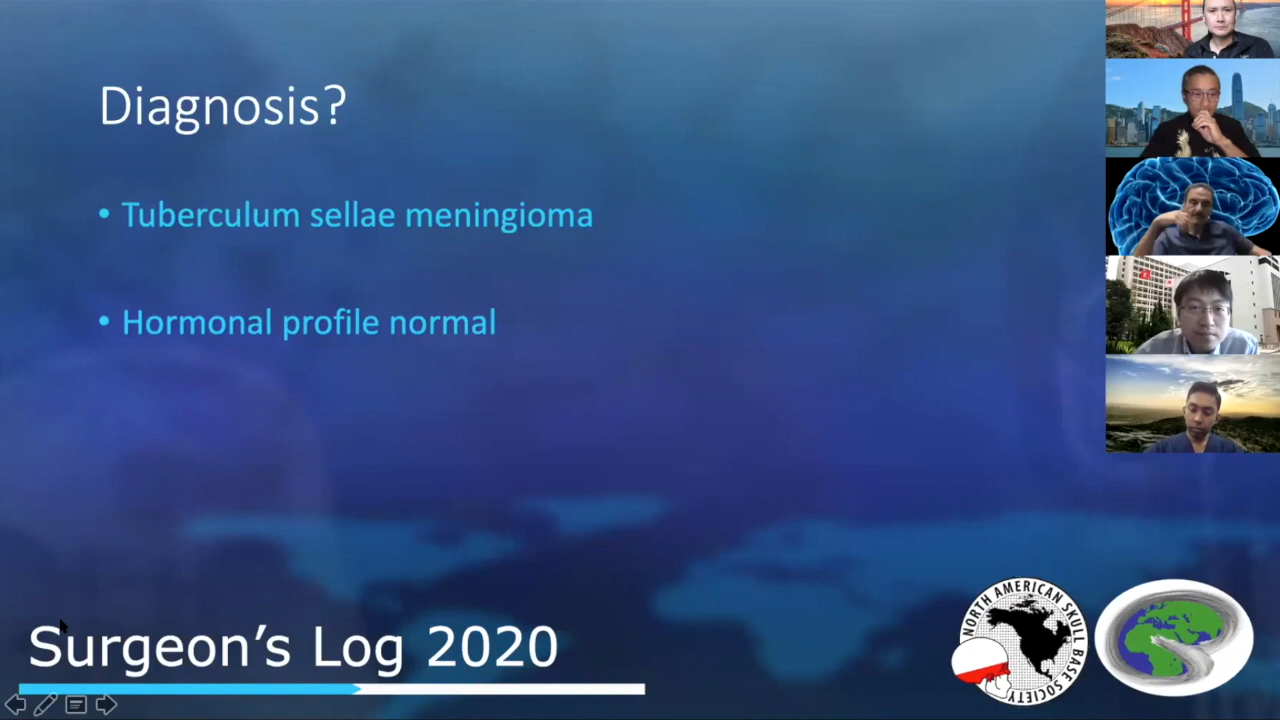 Diagnosis?
• Tuberculum sellae meningioma
• Hormonal profile normal
Surgeon's Log 2020
NORTH AMERICAN SKULL BASE SOCIETY